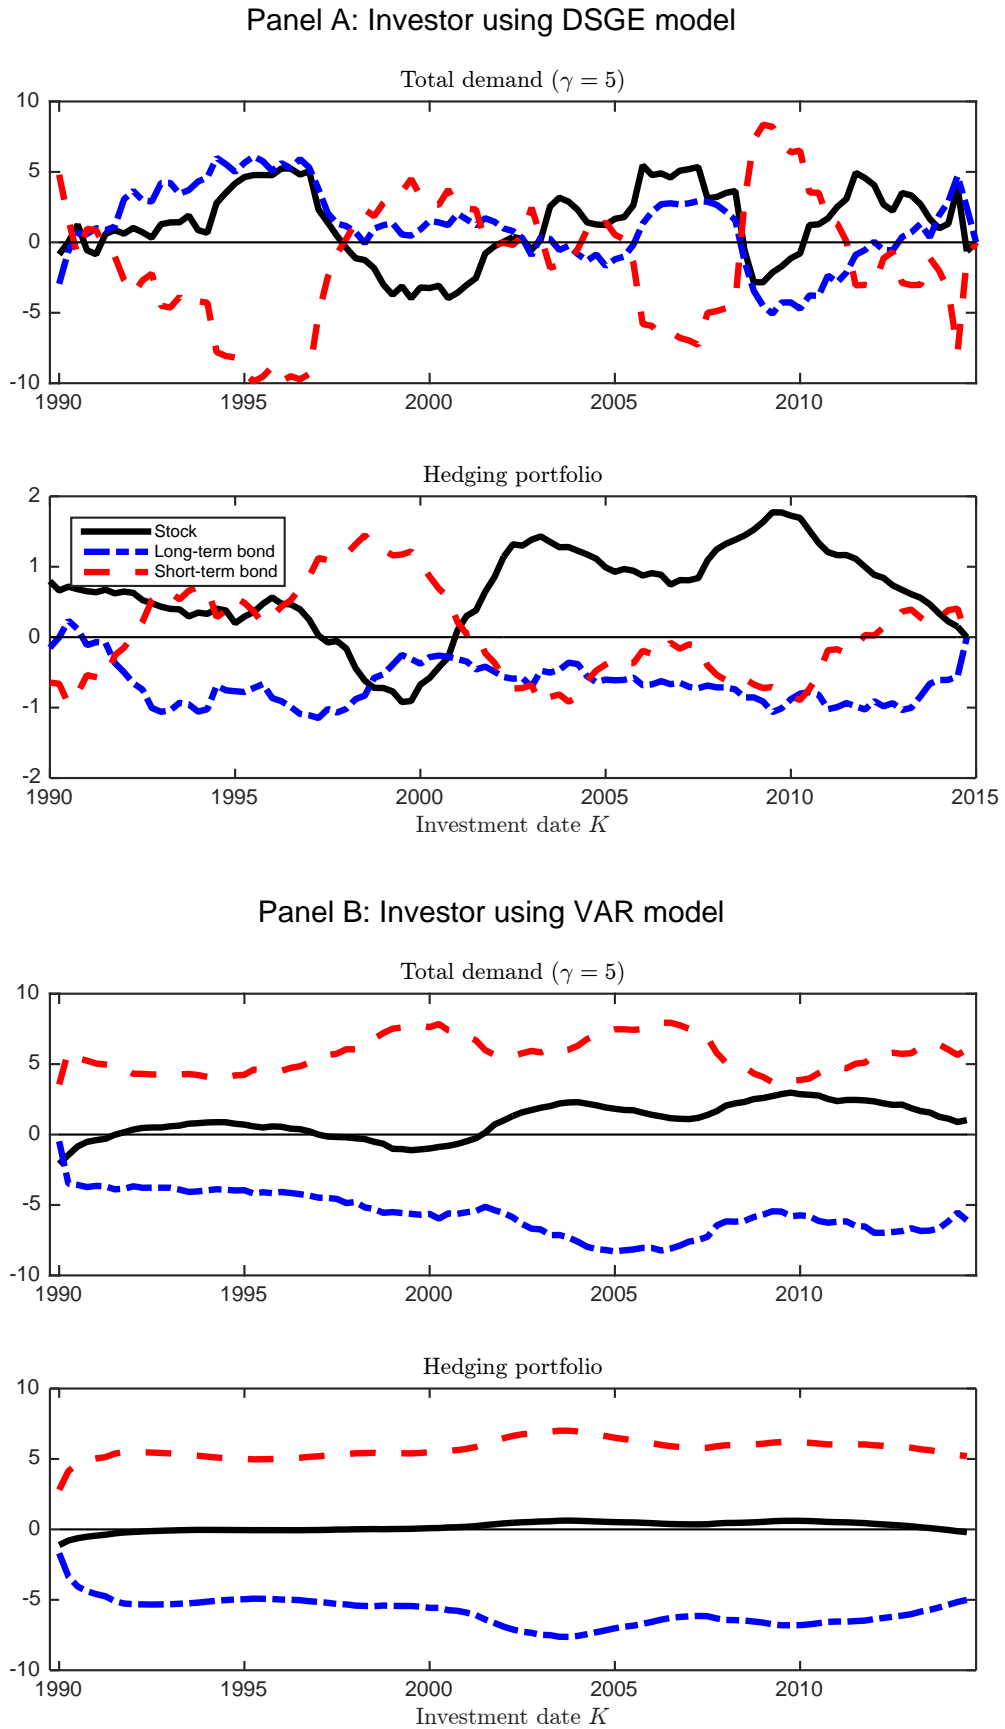 Panel A: Investor using DSGE model
Total demand (γ = 5)
10
5
0
-5
-10
1990 1995 2000 2005 2010
Hedging portfolio
2
1
0
-1
-2
Stock
Long-term bond
Short-term bond
1990 1995 2000 2005 2010 2015
Investment date K
Panel B: Investor using VAR model
Total demand (γ = 5)
10
5
0
-5
-10
1990 1995 2000 2005 2010
Hedging portfolio
10
5
0
-5
-10
1990 1995 2000 2005 2010
Investment date K